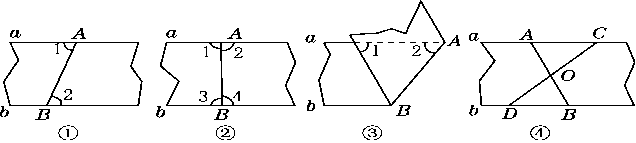 a A 1 2 b B ①
a A 1 2 3 4 b B ②
a 1 2 A b B ③
a A C O b D B ④